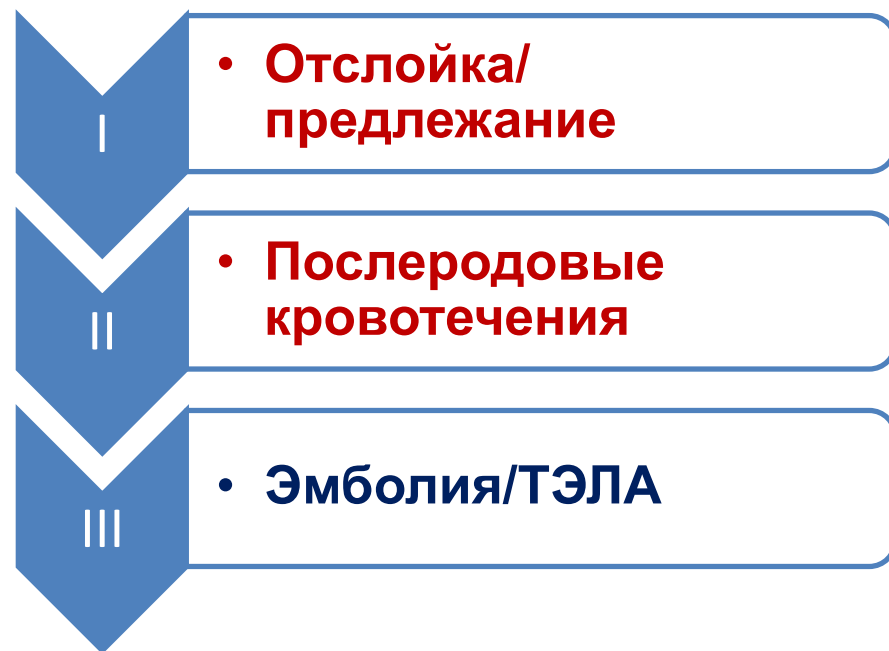 I
• Отслойка/
предлежание
II
• Послеродовые
кровотечения
III
• Эмболия/ТЭЛА